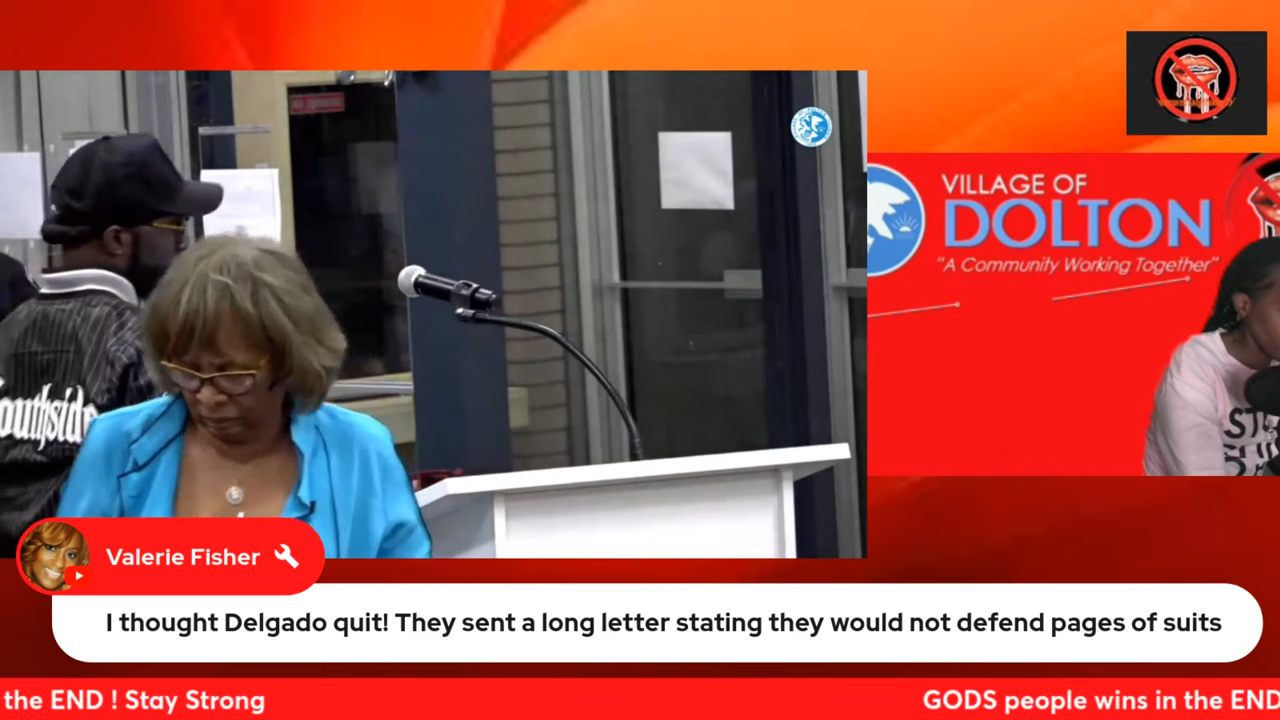 VILLAGE OF
DOLTON
"A Community Working Together"
outhside
Valerie Fisher
I thought Delgado quit! They sent a long letter stating they would not defend pages of suits
the END ! Stay Strong
GODS people wins in the END